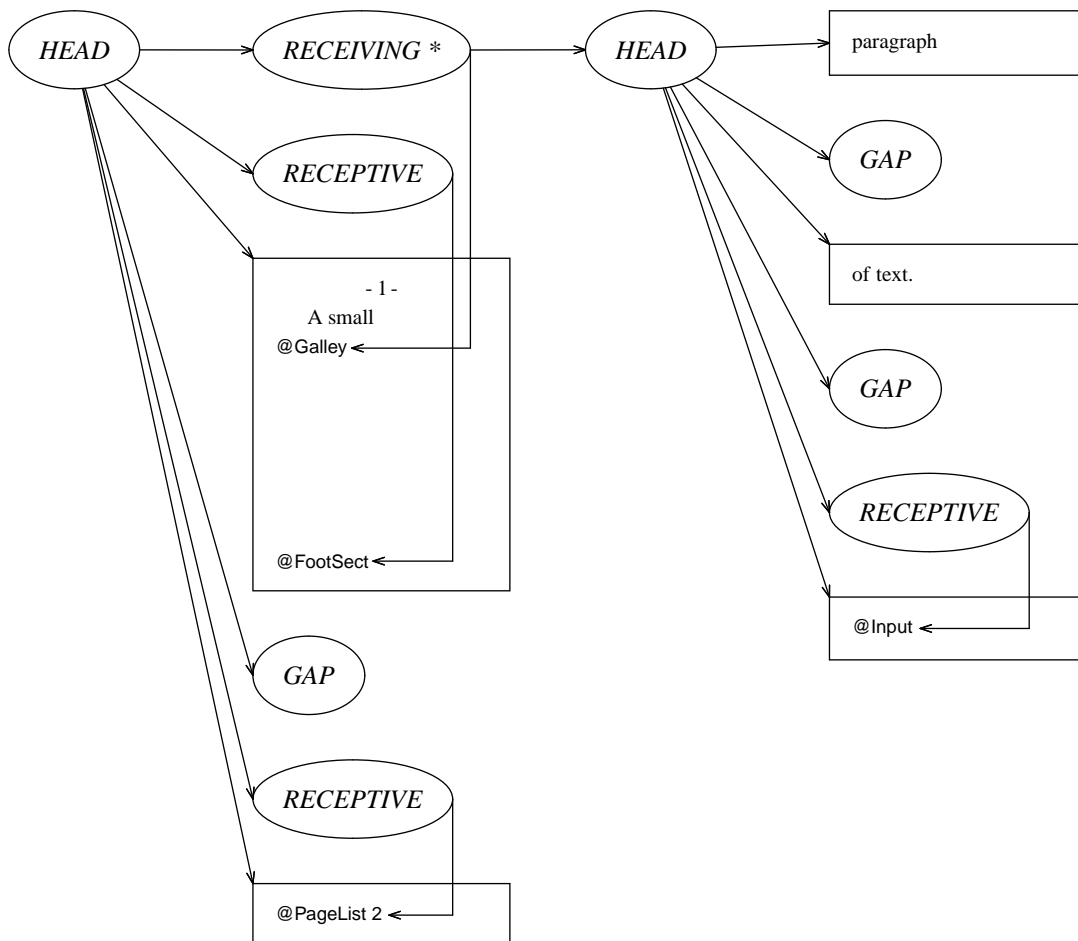 HEAD
RECEIVING *
HEAD
paragraph
RECEPTIVE
GAP
- 1 -
A small
@Galley
of text.
GAP
@FootSect
RECEPTIVE
@Input
GAP
RECEPTIVE
@PageList 2